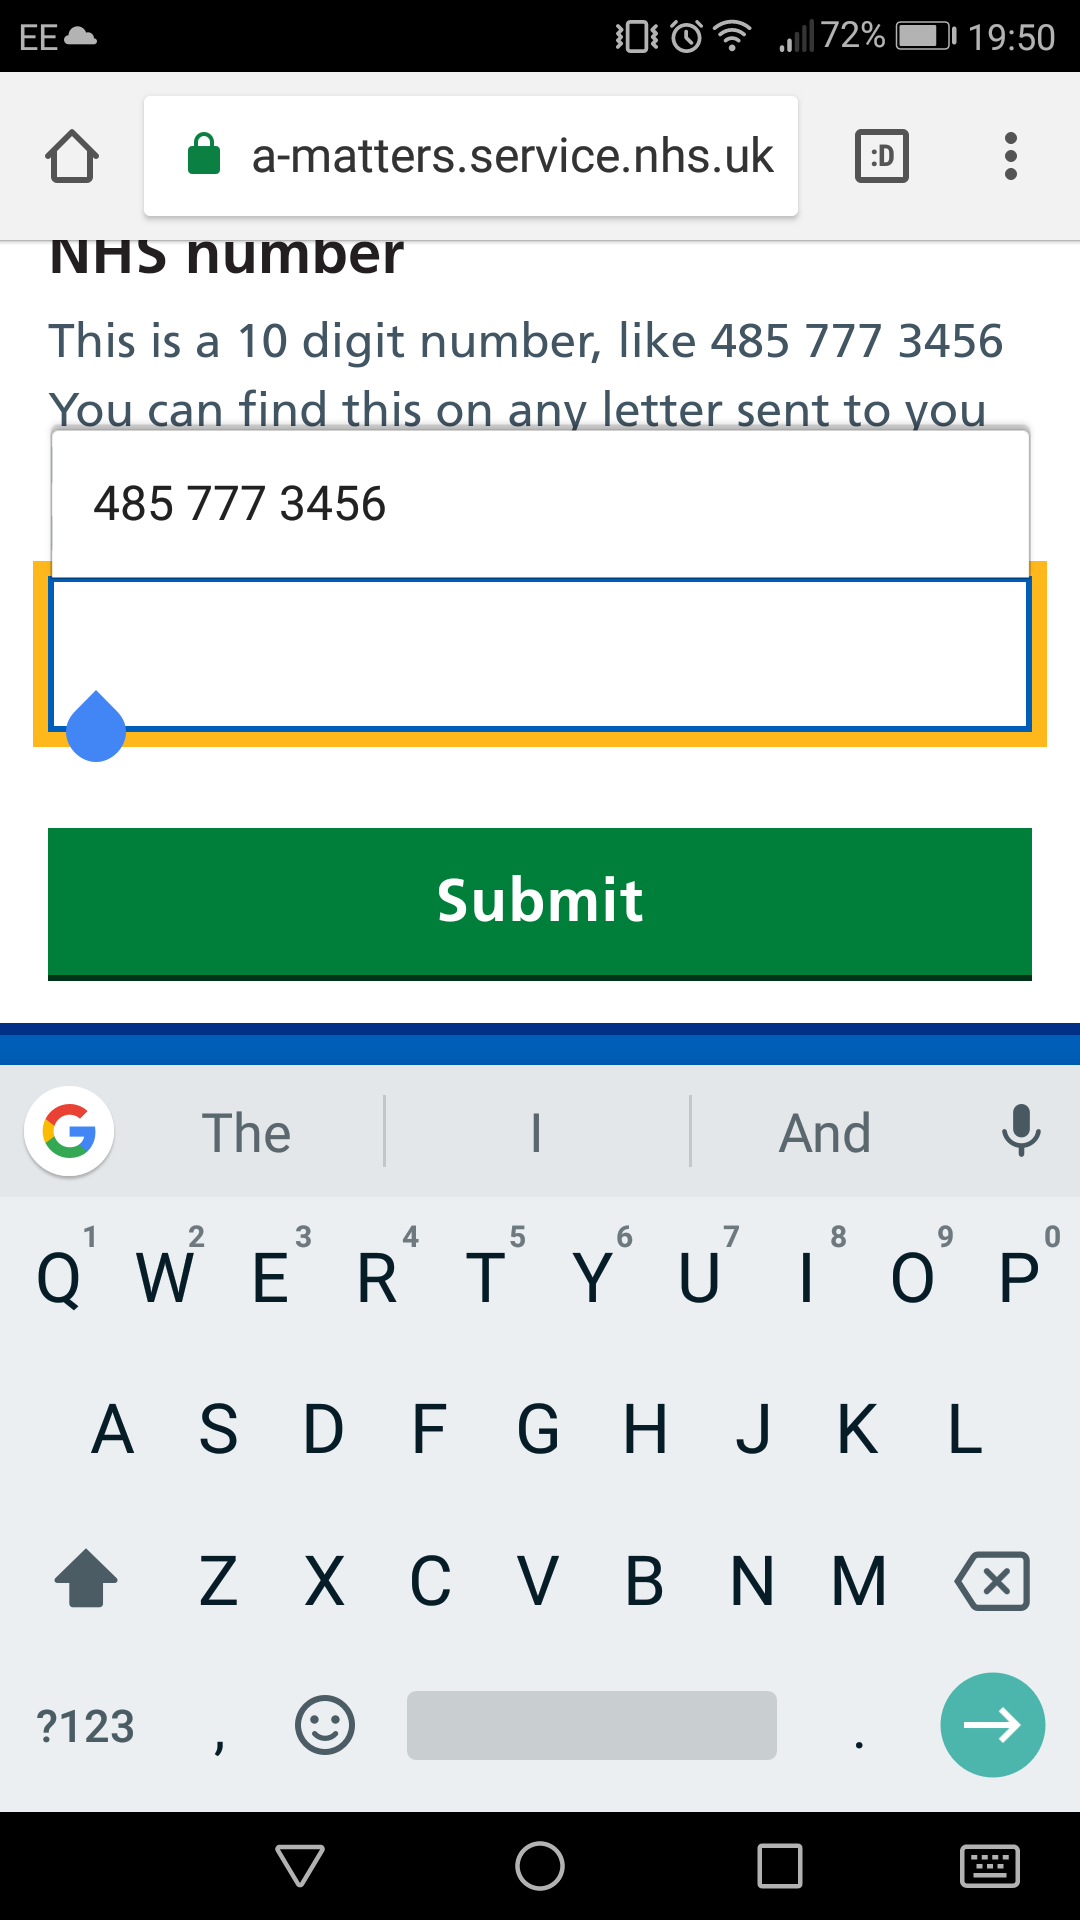 EE 72% 19:50
a-matters.service.nhs.uk :D
NHS number
This is a 10 digit number, like 485 777 3456
You can find this on any letter sent to you
485 777 3456
Submit
The I And
1 2 3 4 5 6 7 8 9 0
Q W E R T Y U I O P
A S D F G H J K L
Z X C V B N M
?123 , .